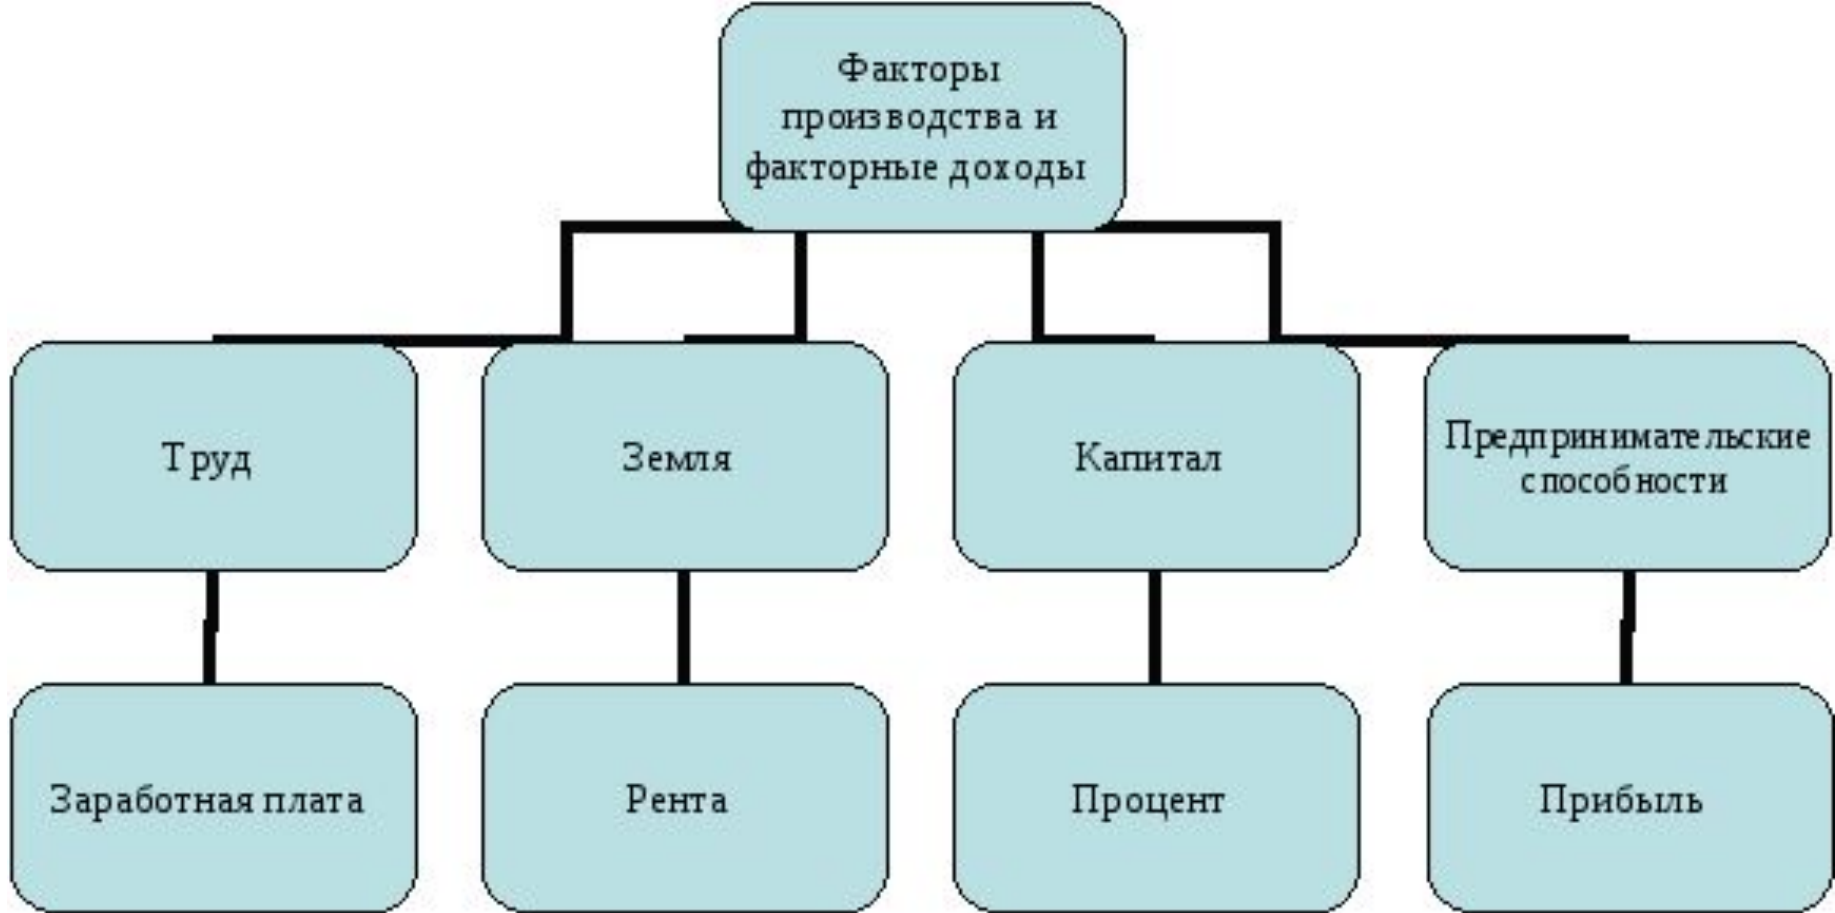 Факторы
производства и
факторные доходы
Труд
Земля
Капитал
Предпринимательские
способности
Заработная плата
Рента
Процент
Прибыль